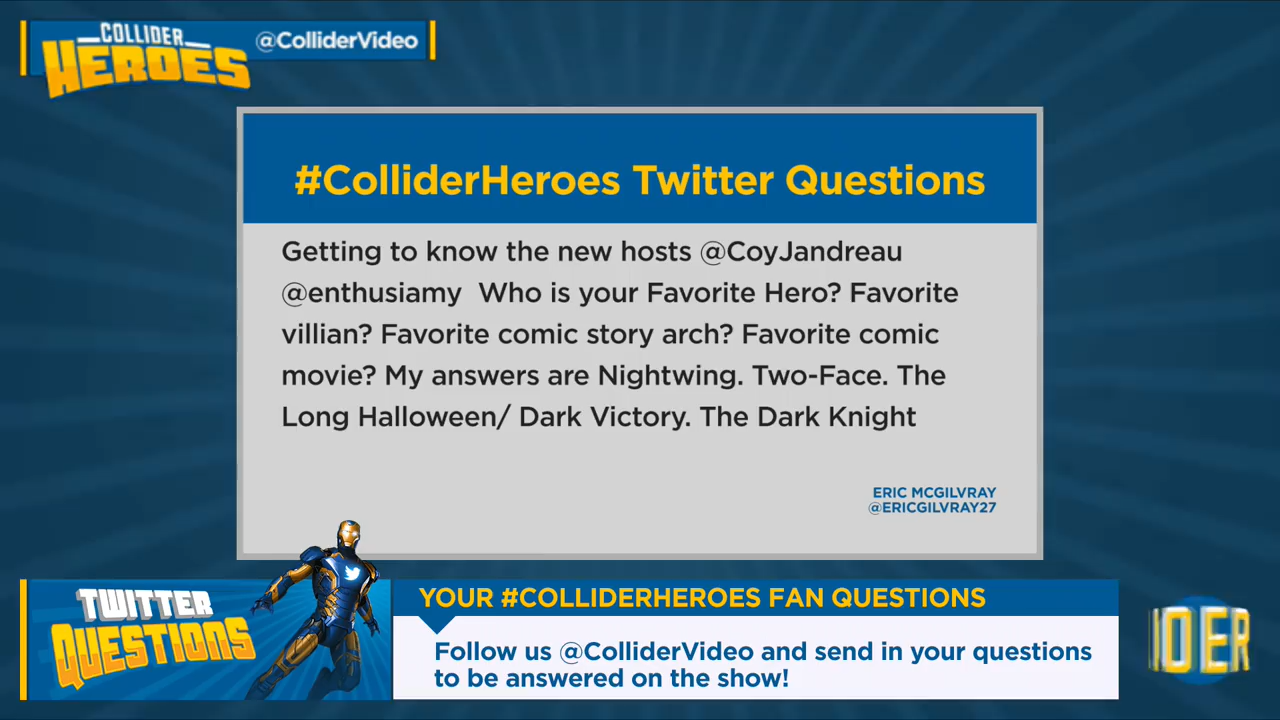 COLLIDER
HEROES
@ColliderVideo
#ColliderHeroes Twitter Questions
Getting to know the new hosts @CoyJandreau
@enthusiamy  Who is your Favorite Hero? Favorite
villian? Favorite comic story arch? Favorite comic
movie? My answers are Nightwing. Two-Face. The
Long Halloween/ Dark Victory. The Dark Knight
ERIC MCGILVRAY
@ERICGILVRAY27
TWITTER
QUESTIONS
YOUR #COLLIDERHEROES FAN QUESTIONS
Follow us @ColliderVideo and send in your questions
to be answered on the show!
IDER